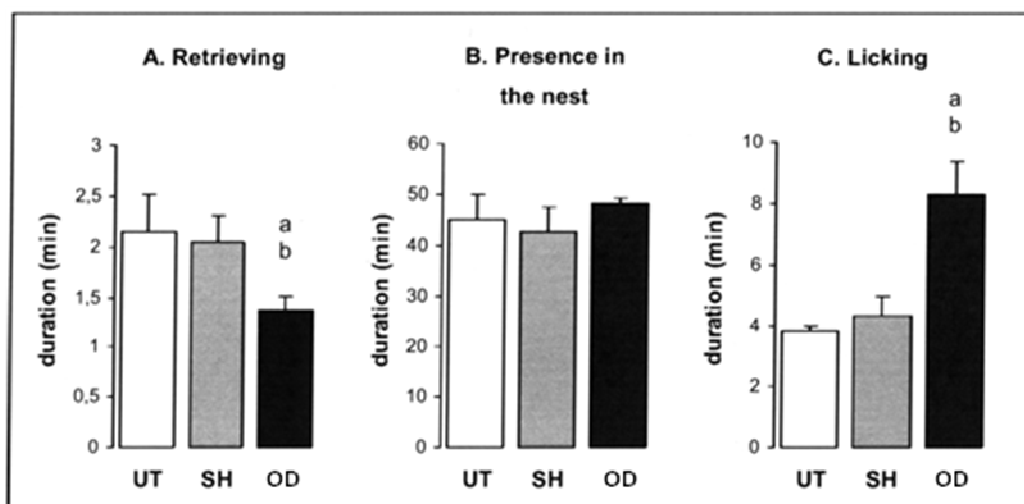 A. Retrieving
duration (min)
3
2,5
2
1,5
1
0,5
0
a
b
UT SH OD
B. Presence in
the nest
duration (min)
60
50
40
30
20
10
0
UT SH OD
C. Licking
duration (min)
10
8
6
4
2
0
a
b
UT SH OD